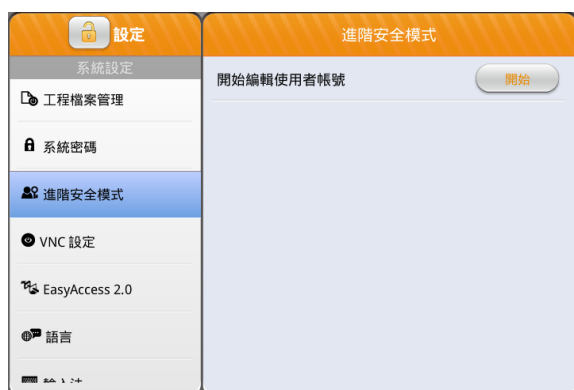 設定
系統設定
工程檔案管理
系統密碼
進階安全模式
VNC 設定
EasyAccess 2.0
語言
進階安全模式
開始編輯使用者帳號
開始